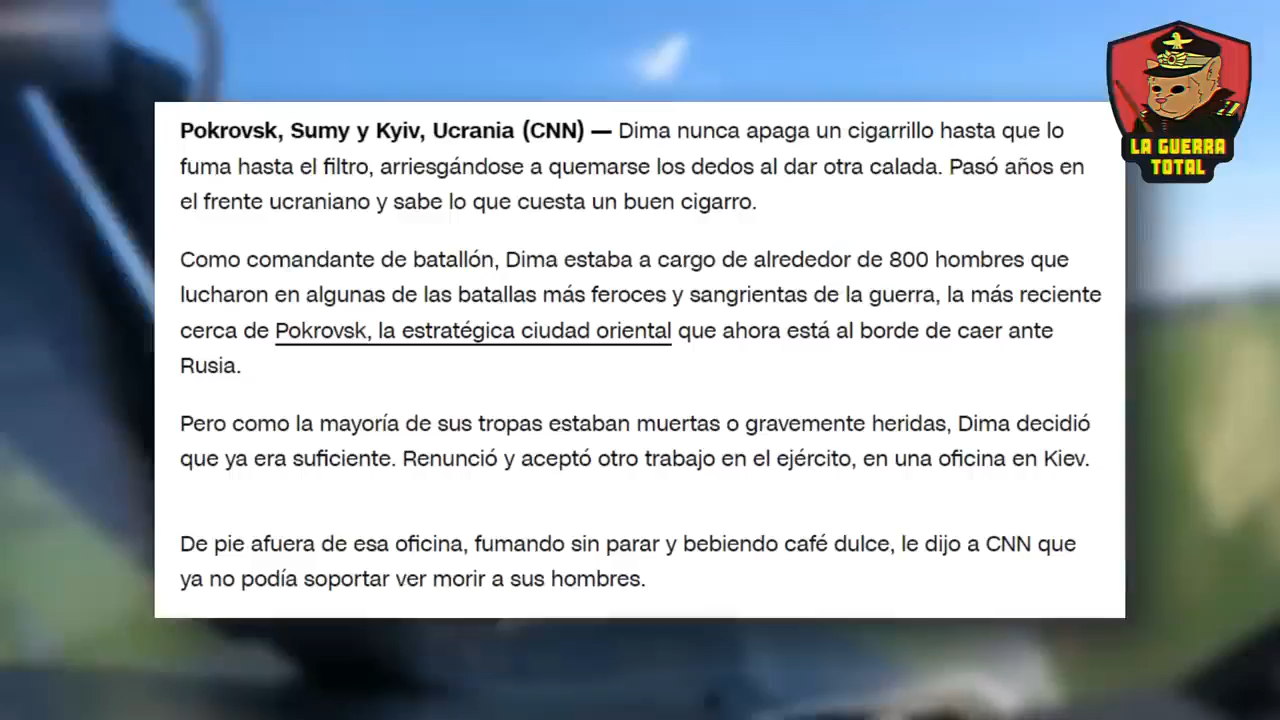 Pokrovsk, Sumy y Kyiv, Ucrania (CNN) — Dima nunca apaga un cigarrillo hasta que lo
fuma hasta el filtro, arriesgándose a quemarse los dedos al dar otra calada. Pasó años en
el frente ucraniano y sabe lo que cuesta un buen cigarro.
Como comandante de batallón, Dima estaba a cargo de alrededor de 800 hombres que
lucharon en algunas de las batallas más feroces y sangrientas de la guerra, la más reciente
cerca de Pokrovsk, la estratégica ciudad oriental que ahora está al borde de caer ante
Rusia.
Pero como la mayoría de sus tropas estaban muertas o gravemente heridas, Dima decidió
que ya era suficiente. Renunció y aceptó otro trabajo en el ejército, en una oficina en Kiev.
De pie afuera de esa oficina, fumando sin parar y bebiendo café dulce, le dijo a CNN que
ya no podía soportar ver morir a sus hombres.
LA GUERRA
TOTAL